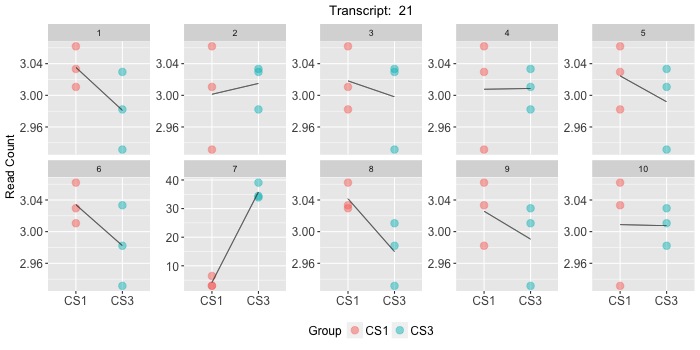 Transcript: 21
1 2 3 4 5
Read Count
3.04 3.04 3.04 3.04 3.04
3.00 3.00 3.00 3.00 3.00
2.96 2.96 2.96 2.96 2.96
6 7 8 9 10
3.04 40 3.04 3.04 3.04
3.00 30 3.00 3.00 3.00
2.96 20 2.96 2.96 2.96
10
CS1 CS3 CS1 CS3 CS1 CS3 CS1 CS3 CS1 CS3
Group CS1 CS3